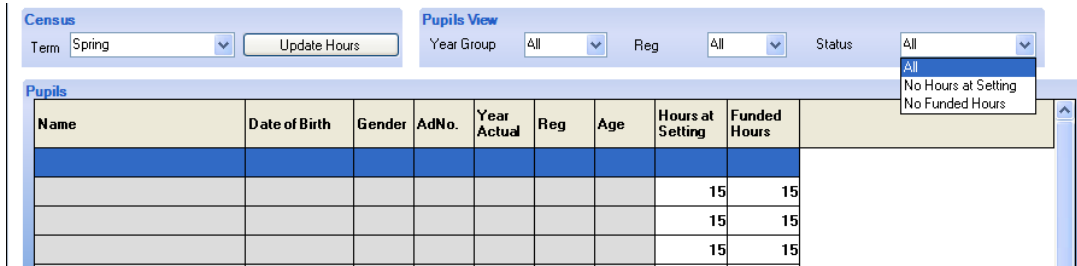 Census
Pupils View
Term Spring Update Hours
Year Group All Reg All Status All
All
No Hours at Setting
No Funded Hours
Pupils
Name Date of Birth Gender AdNo. Year Actual Reg Age Hours at Setting Funded Hours
15 15
15 15
15 15